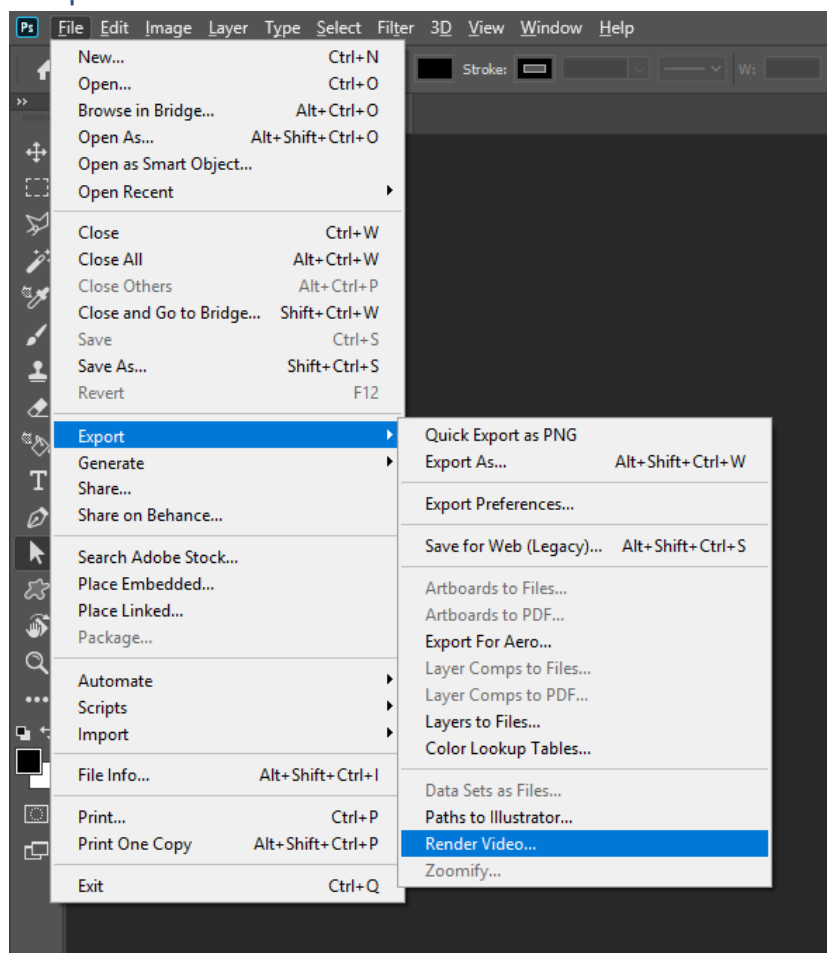 Ps File Edit Image Layer Type Select Filter 3D View Window Help
Stroke: W:
New... Ctrl+N
Open... Ctrl+O
Browse in Bridge... Alt+Ctrl+O
Open As... Alt+Shift+Ctrl+O
Open as Smart Object...
Open Recent
Close Ctrl+W
Close All Alt+Ctrl+W
Close Others Alt+Ctrl+P
Close and Go to Bridge... Shift+Ctrl+W
Save Ctrl+S
Save As... Shift+Ctrl+S
Revert F12
Export
Generate
Share...
Share on Behance...
Search Adobe Stock...
Place Embedded...
Place Linked...
Package...
Automate
Scripts
Import
File Info... Alt+Shift+Ctrl+I
Print... Ctrl+P
Print One Copy Alt+Shift+Ctrl+P
Exit Ctrl+Q
Quick Export as PNG
Export As... Alt+Shift+Ctrl+W
Export Preferences...
Save for Web (Legacy)... Alt+Shift+Ctrl+S
Artboards to Files...
Artboards to PDF...
Export For Aero...
Layer Comps to Files...
Layer Comps to PDF...
Layers to Files...
Color Lookup Tables...
Data Sets as Files...
Paths to Illustrator...
Render Video...
Zoomify...